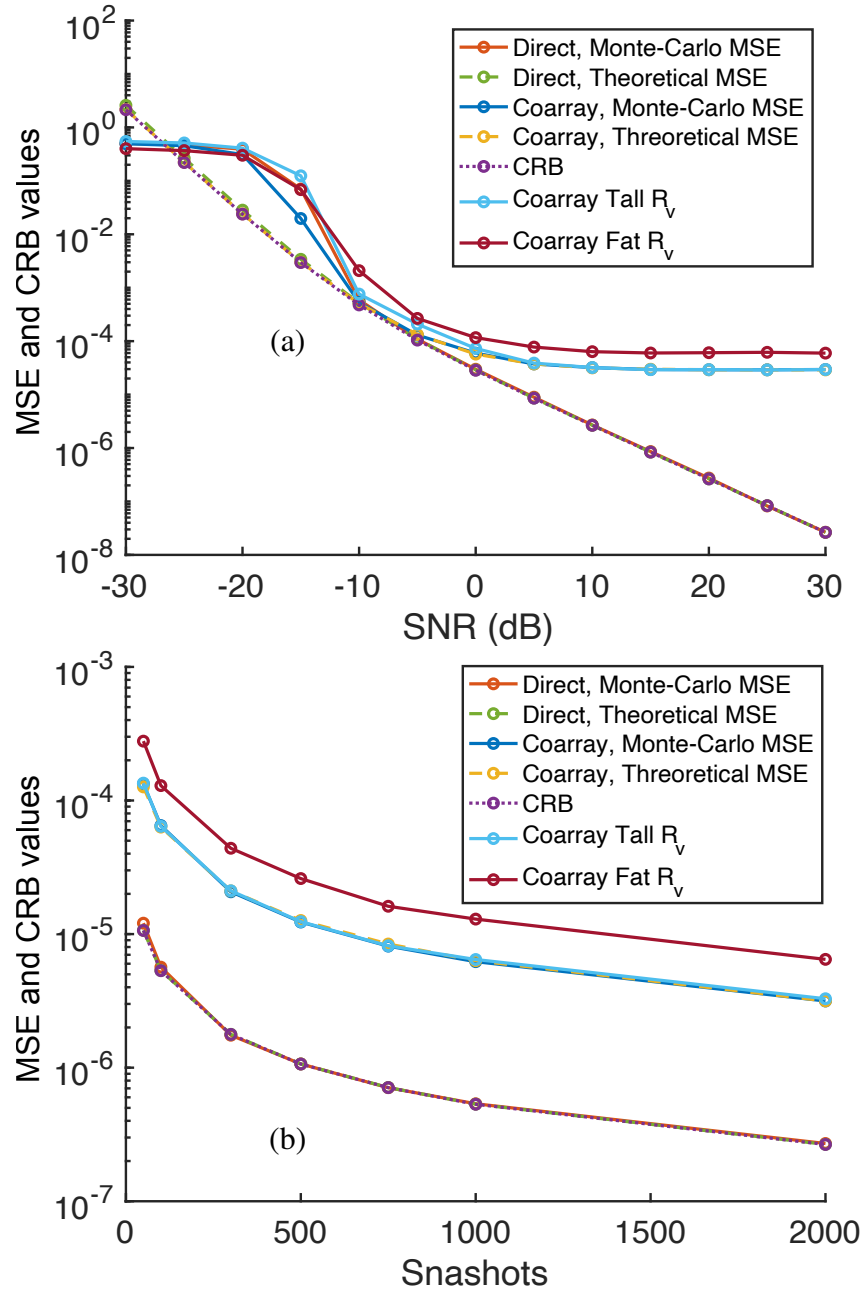 10^2
10^0
10^-2
10^-4
10^-6
10^-8
MSE and CRB values
Direct, Monte-Carlo MSE
Direct, Theoretical MSE
Coarray, Monte-Carlo MSE
Coarray, Threoretical MSE
CRB
Coarray Tall R_v
Coarray Fat R_v
(a)
-30 -20 -10 0 10 20 30
SNR (dB)
10^-3
10^-4
10^-5
10^-6
10^-7
MSE and CRB values
Direct, Monte-Carlo MSE
Direct, Theoretical MSE
Coarray, Monte-Carlo MSE
Coarray, Threoretical MSE
CRB
Coarray Tall R_v
Coarray Fat R_v
(b)
0 500 1000 1500 2000
Snashots